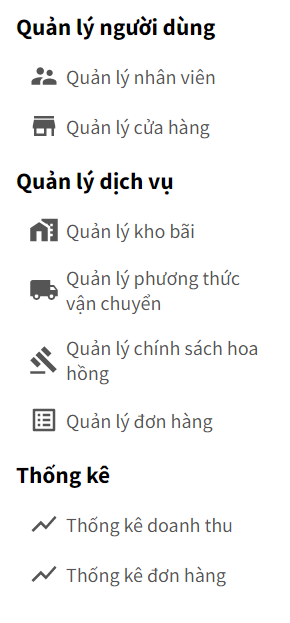 Quản lý người dùng
Quản lý nhân viên
Quản lý cửa hàng
Quản lý dịch vụ
Quản lý kho bãi
Quản lý phương thức
vận chuyển
Quản lý chính sách hoa
hồng
Quản lý đơn hàng
Thống kê
Thống kê doanh thu
Thống kê đơn hàng